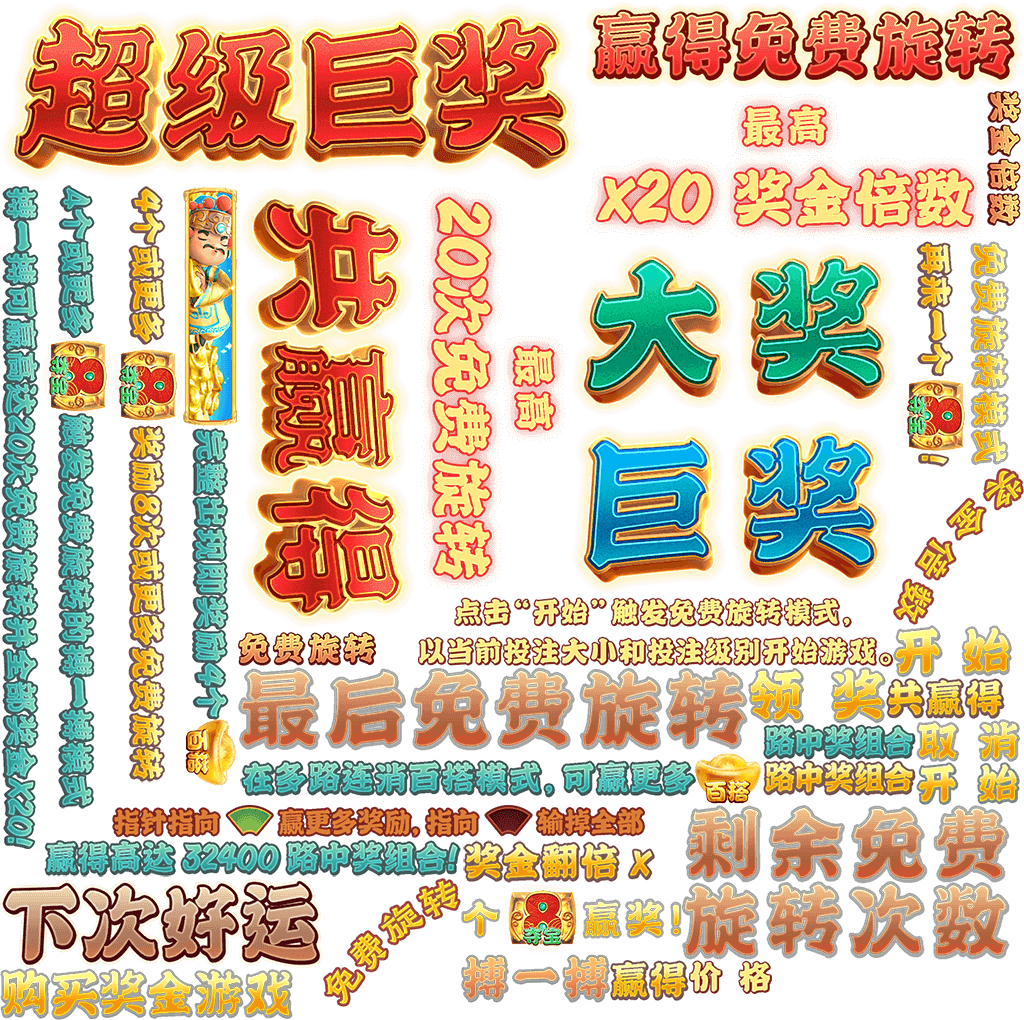 超级巨奖
赢得免费旋转
最高
x20 奖金倍数
奖金倍数
搏一搏可赢高达20次免费旋转并全部奖金X20!
4个或更多 夺宝 触发免费旋转的搏一搏模式
4个或更多 夺宝 奖励8次或更多免费旋转
完整出现即奖励4个 百搭
共赢得
20次免费旋转
最高
大奖
巨奖
再来一个 夺宝 !
免费旋转模式
奖金倍数
点击“开始”触发免费旋转模式,
以当前投注大小和投注级别开始游戏。
开 始
免费旋转
最后免费旋转
领 奖
共赢得
路中奖组合
取 消
在多路连消百搭模式,可赢更多 百搭
路中奖组合
开 始
指针指向 赢更多奖励,指向 输掉全部
赢得高达 32400 路中奖组合!
奖金翻倍 X
剩余免费
旋转次数
下次好运
免费旋转
个 夺宝 赢奖!
购买奖金游戏
搏一搏
赢得
价 格